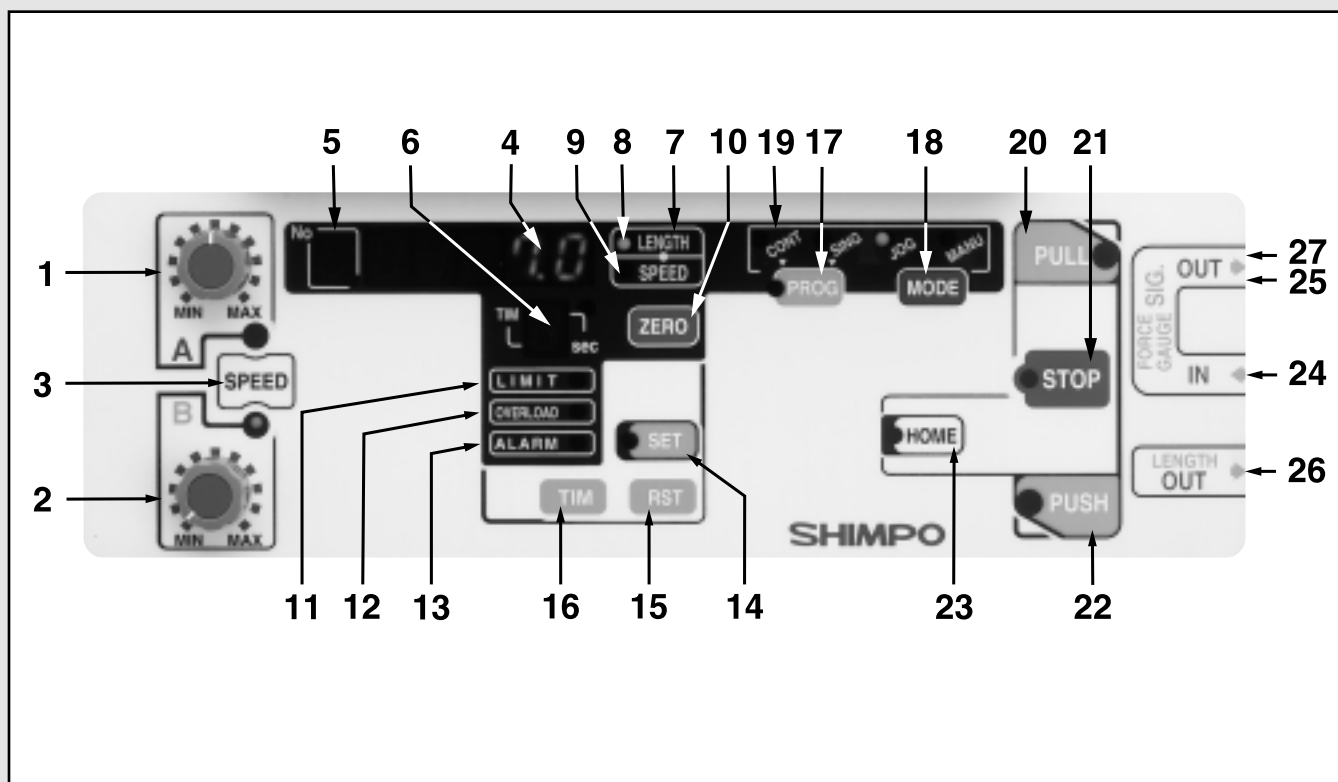 5 6 4 9 8 7 10 19 17 18 20 21
No
7.0
LENGTH
SPEED
CONT SING JOG MANU
PROG
MODE
PULL
27
OUT
25
1
MIN MAX
A
TIM
sec
ZERO
FORCE GAUGE SIG.
3
SPEED
LIMIT
STOP
IN
24
B
OVERLOAD
ALARM
SET
HOME
LENGTH
OUT
26
2
MIN MAX
TIM
RST
PUSH
SHIMPO
11 12 13 16 15 14 23 22